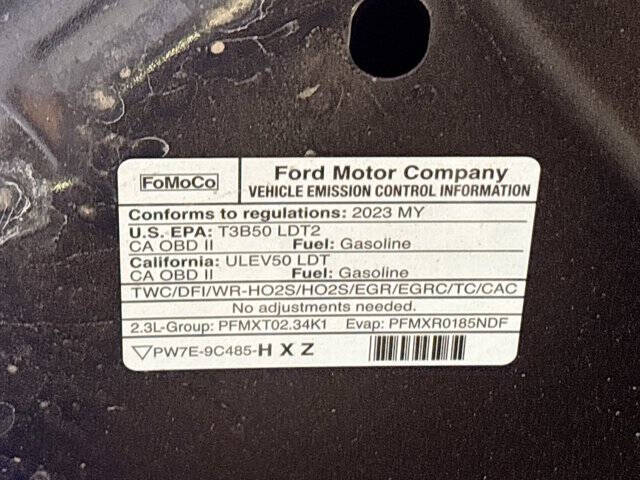 FoMoCo
Ford Motor Company
VEHICLE EMISSION CONTROL INFORMATION
Conforms to regulations: 2023 MY
U.S. EPA: T3B50 LDT2
CA OBD II Fuel: Gasoline
California: ULEV50 LDT
CA OBD II Fuel: Gasoline
TWC/DFI/WR-HO2S/HO2S/EGR/EGRC/TC/CAC
No adjustments needed.
2.3L-Group: PFMXT02.34K1 Evap: PFMXR0185NDF
▽PW7E-9C485-H X Z